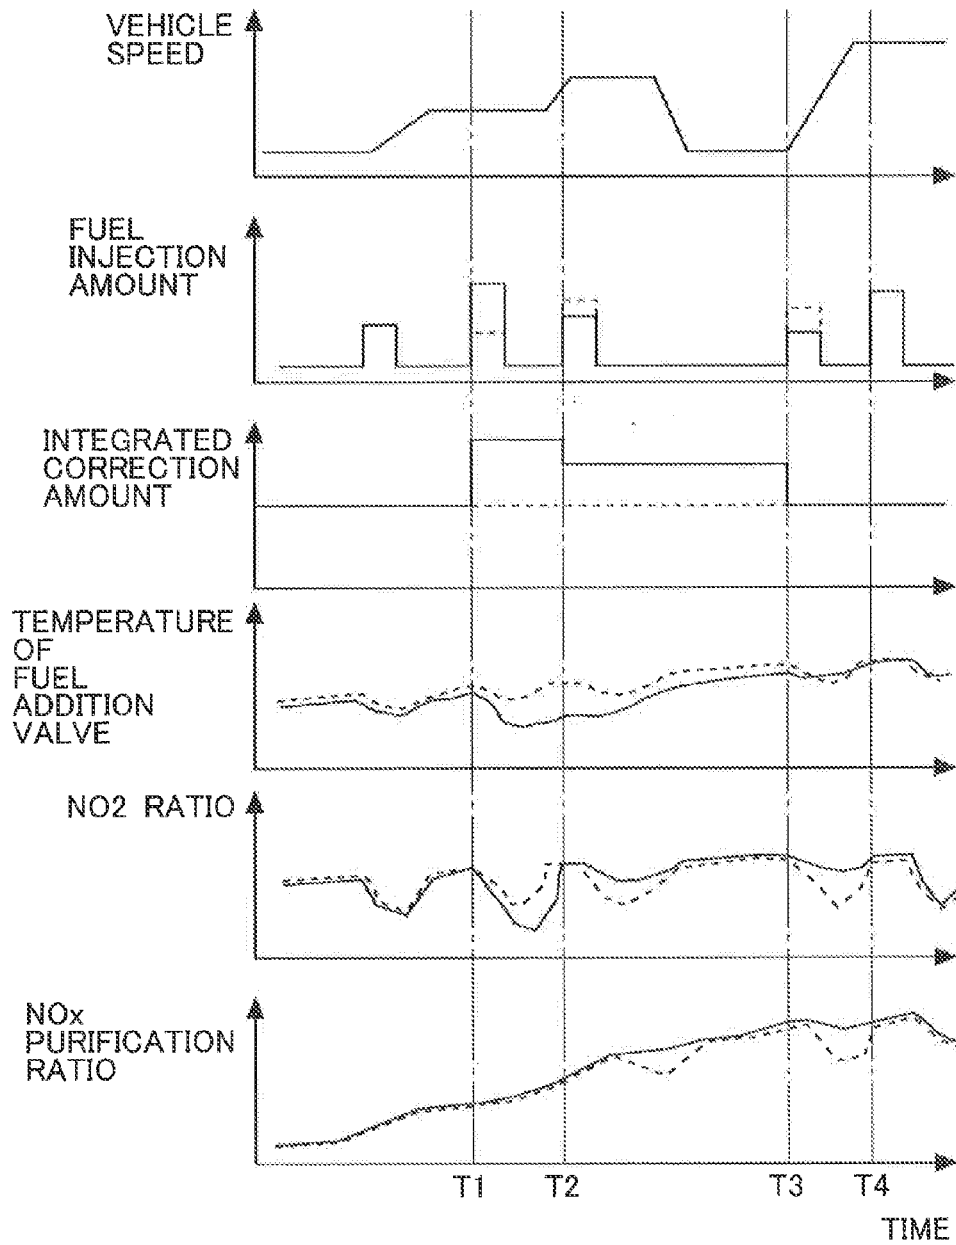 VEHICLE
SPEED
FUEL
INJECTION
AMOUNT
INTEGRATED
CORRECTION
AMOUNT
TEMPERATURE
OF
FUEL
ADDITION
VALVE
NO2 RATIO
NOx
PURIFICATION
RATIO
T1 T2 T3 T4
TIME